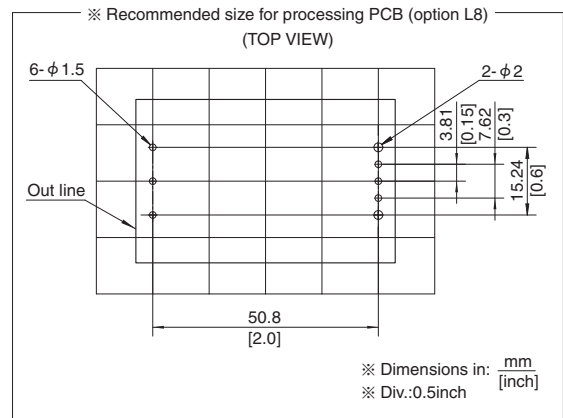 ※ Recommended size for processing PCB (option L8)
(TOP VIEW)
6-ϕ1.5
2-ϕ2
3.81
[0.15]
7.62
[0.3]
15.24
[0.6]
Out line
50.8
[2.0]
※ Dimensions in: mm
[inch]
※ Div.:0.5inch